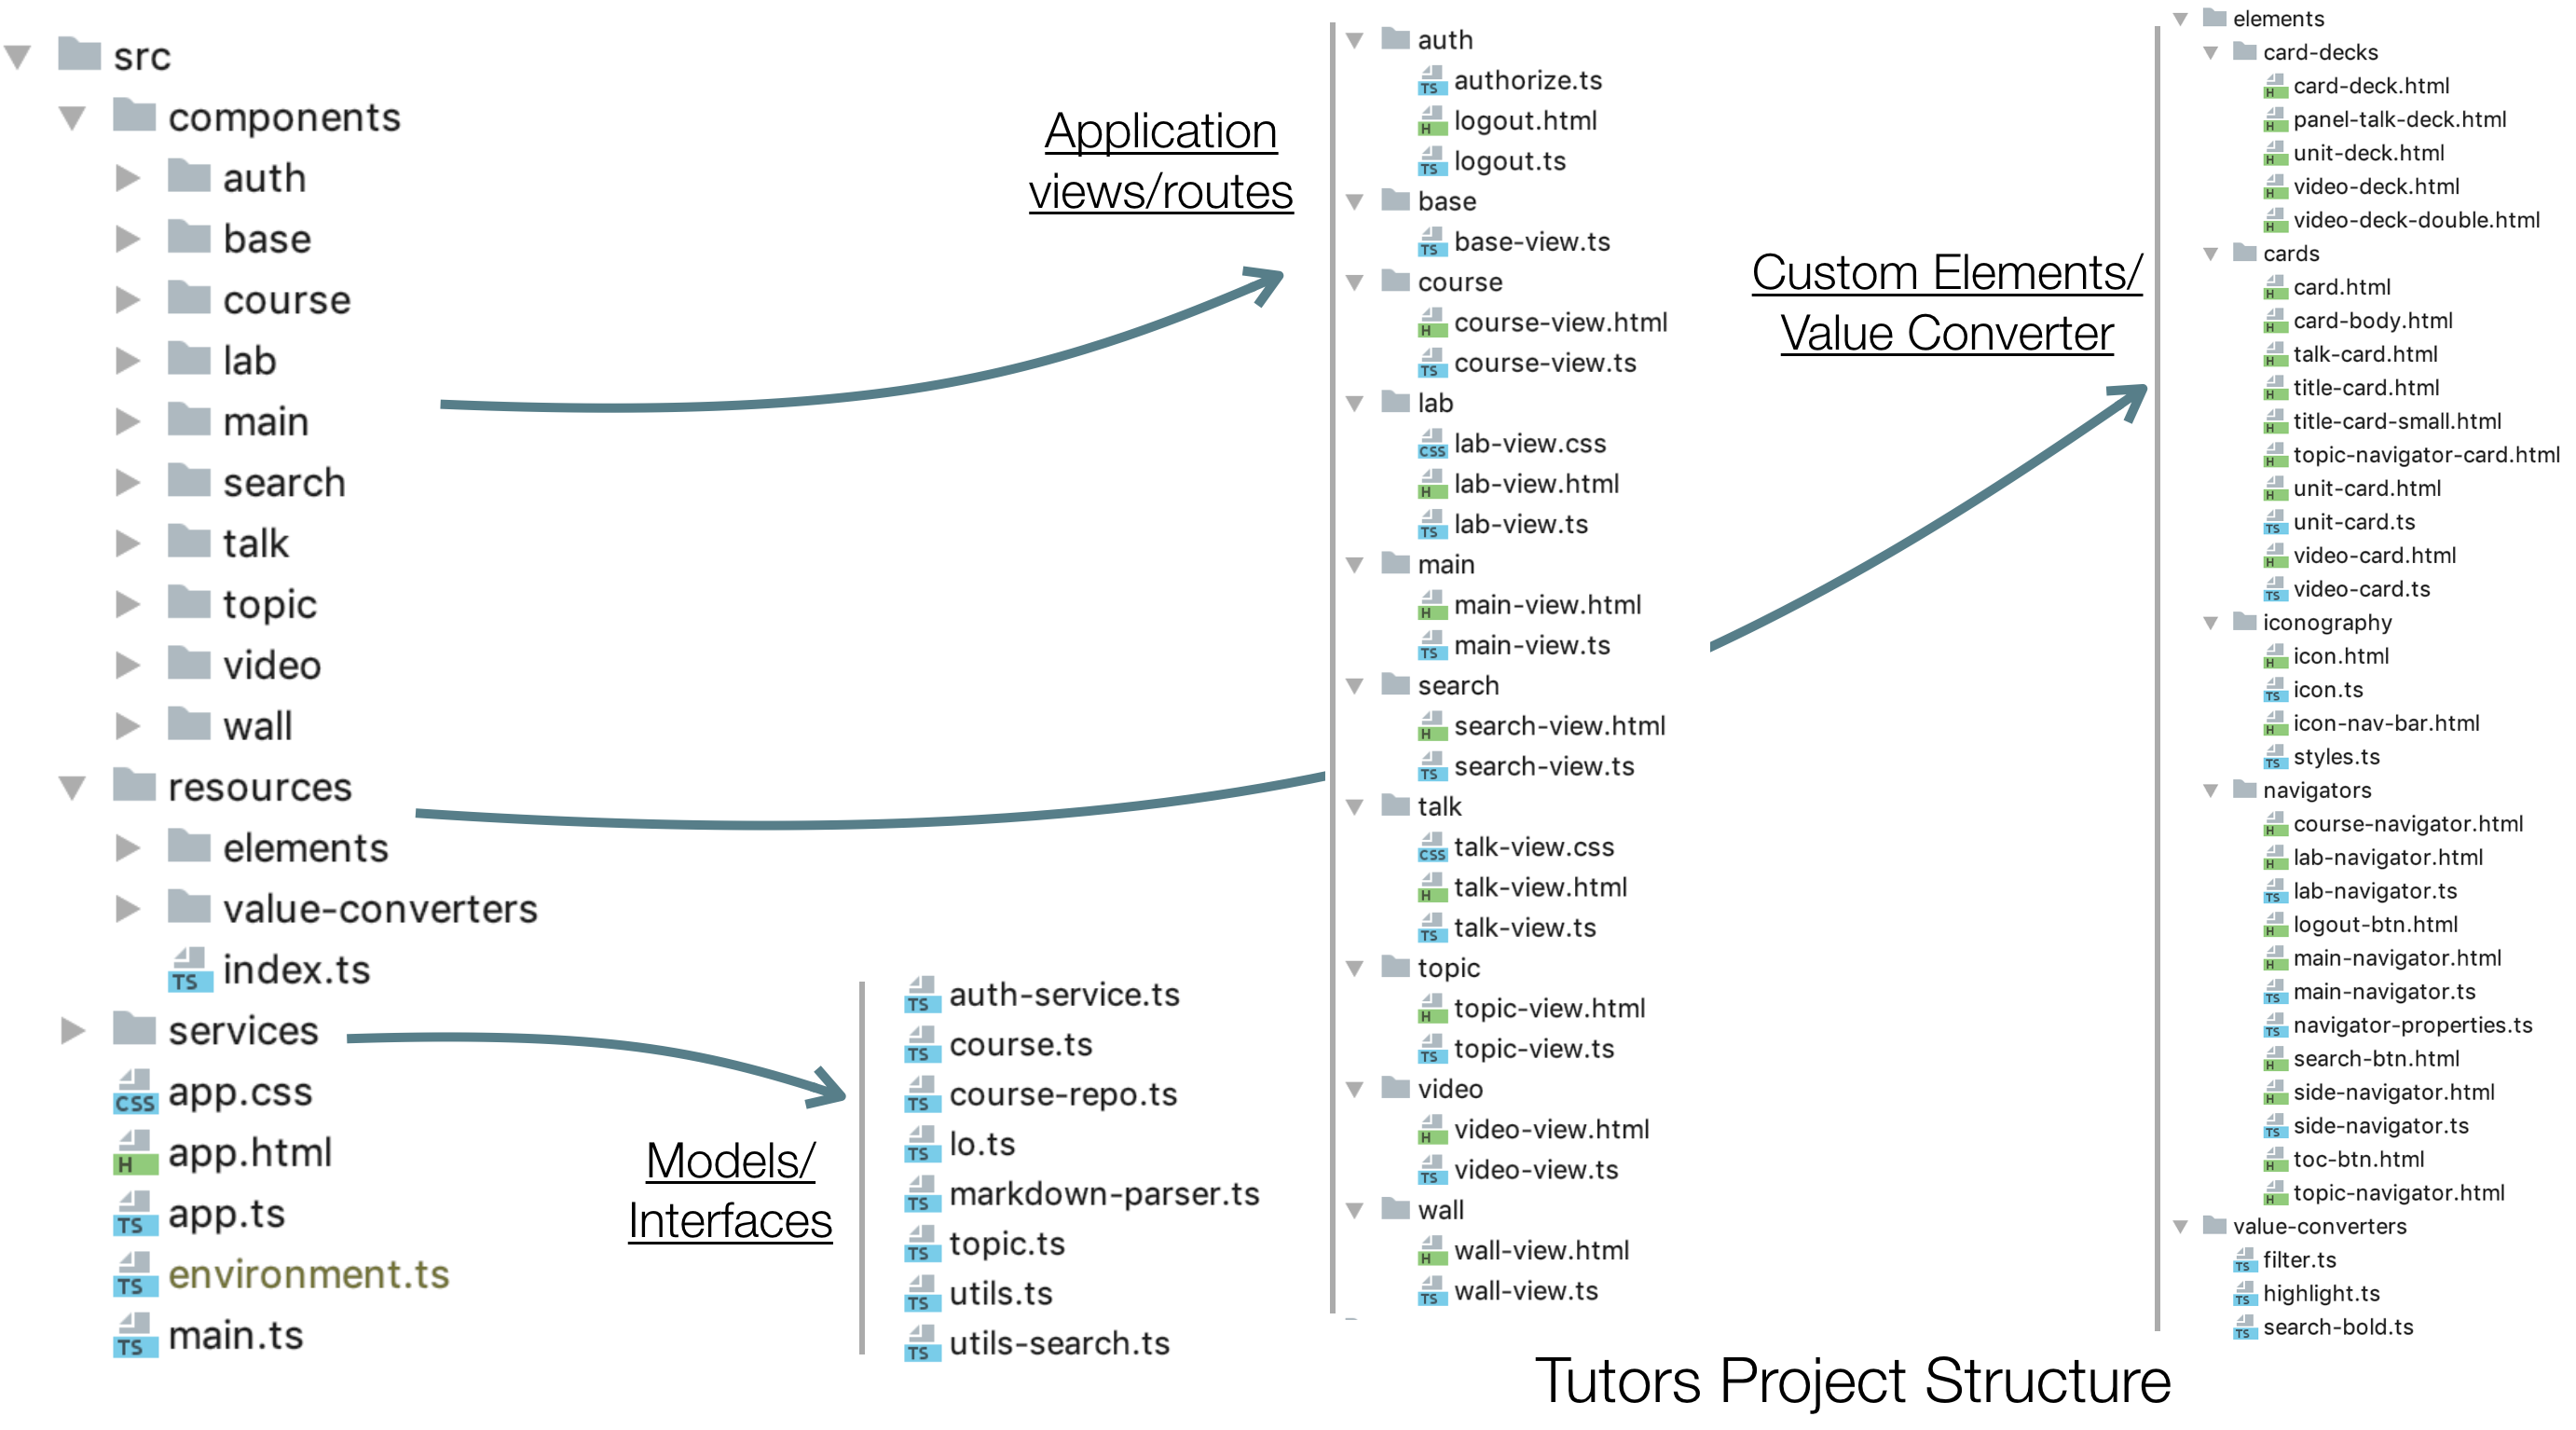 src
components
auth
base
course
lab
main
search
talk
topic
video
wall
resources
elements
value-converters
TS index.ts
services
CSS app.css
H app.html
TS app.ts
TS environment.ts
TS main.ts
Application
views/routes
Models/
Interfaces
TS auth-service.ts
TS course.ts
TS course-repo.ts
TS lo.ts
TS markdown-parser.ts
TS topic.ts
TS utils.ts
TS utils-search.ts
auth
TS authorize.ts
H logout.html
TS logout.ts
base
TS base-view.ts
course
H course-view.html
TS course-view.ts
lab
CSS lab-view.css
H lab-view.html
TS lab-view.ts
main
H main-view.html
TS main-view.ts
search
H search-view.html
TS search-view.ts
talk
CSS talk-view.css
H talk-view.html
TS talk-view.ts
topic
H topic-view.html
TS topic-view.ts
video
H video-view.html
TS video-view.ts
wall
H wall-view.html
TS wall-view.ts
Custom Elements/
Value Converter
elements
card-decks
H card-deck.html
H panel-talk-deck.html
H unit-deck.html
H video-deck.html
H video-deck-double.html
cards
H card.html
H card-body.html
H talk-card.html
H title-card.html
H title-card-small.html
H topic-navigator-card.html
H unit-card.html
TS unit-card.ts
H video-card.html
TS video-card.ts
iconography
H icon.html
TS icon.ts
H icon-nav-bar.html
TS styles.ts
navigators
H course-navigator.html
H lab-navigator.html
TS lab-navigator.ts
H logout-btn.html
H main-navigator.html
TS main-navigator.ts
TS navigator-properties.ts
H search-btn.html
H side-navigator.html
TS side-navigator.ts
H toc-btn.html
H topic-navigator.html
value-converters
TS filter.ts
TS highlight.ts
TS search-bold.ts
Tutors Project Structure